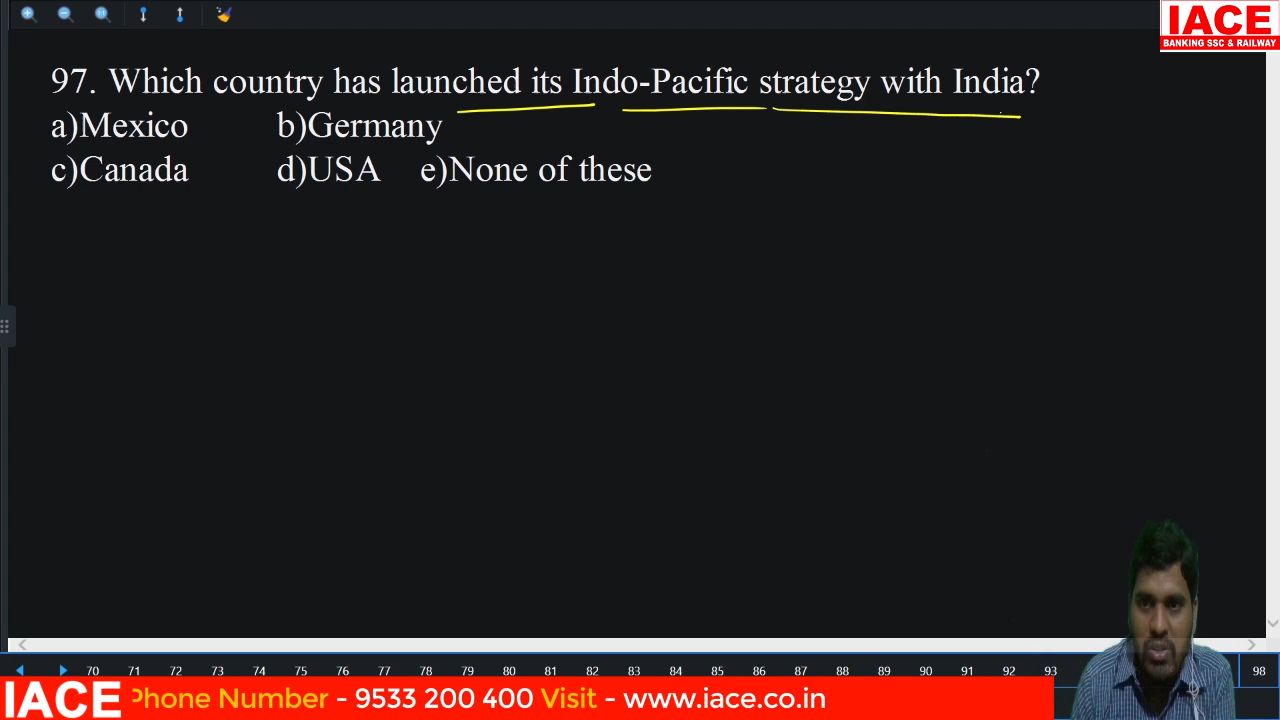 IACE
BANKING SSC & RAILWAY
97. Which country has launched its Indo-Pacific strategy with India?
a)Mexico b)Germany
c)Canada d)USA e)None of these
70 71 72 73 74 75 76 77 78 79 80 81 82 83 84 85 86 87 88 89 90 91 92 93 98
IACE Phone Number - 9533 200 400 Visit - www.iace.co.in